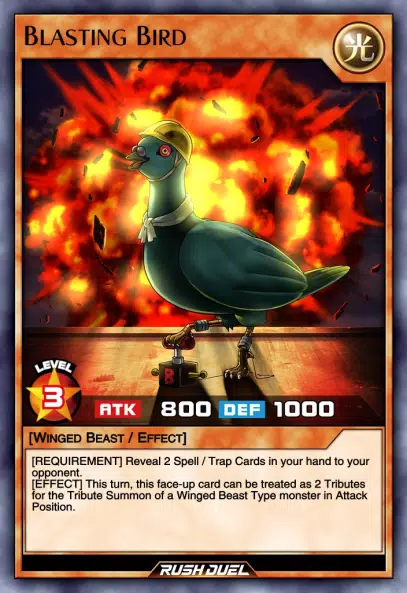 BLASTING BIRD
光
LEVEL
3
ATK 800 DEF 1000
B
[WINGED BEAST / EFFECT]
[REQUIREMENT] Reveal 2 Spell / Trap Cards in your hand to your
opponent.
[EFFECT] This turn, this face-up card can be treated as 2 Tributes
for the Tribute Summon of a Winged Beast Type monster in Attack
Position.
RUSH DUEL